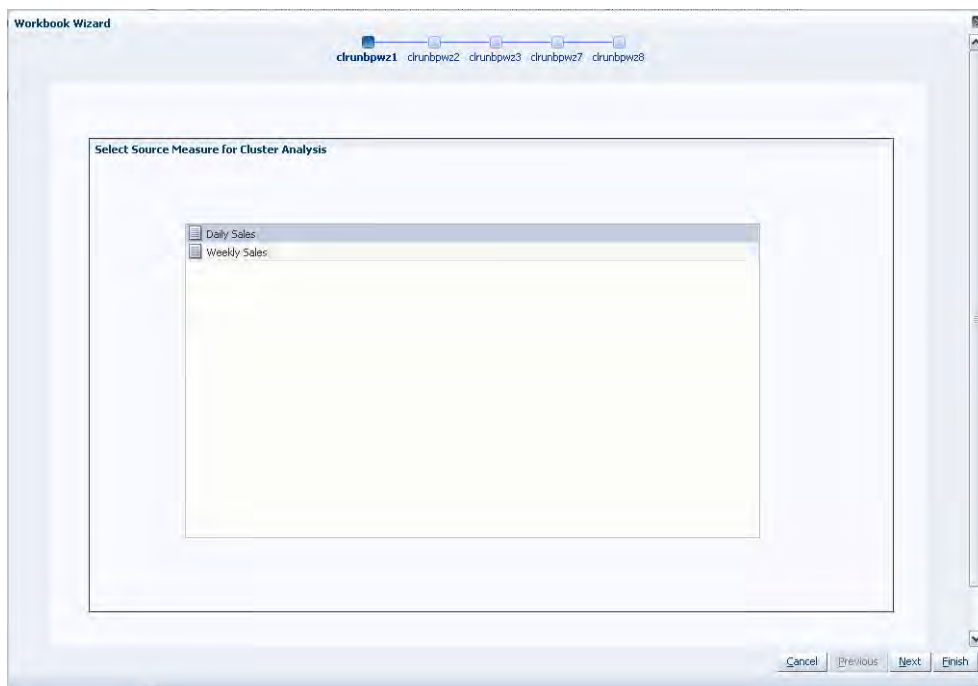 Workbook Wizard
clrunbpwz1 clrunbpwz2 clrunbpwz3 clrunbpwz7 clrunbpwz8
Select Source Measure for Cluster Analysis
Daily Sales
Weekly Sales
Cancel Previous Next Finish